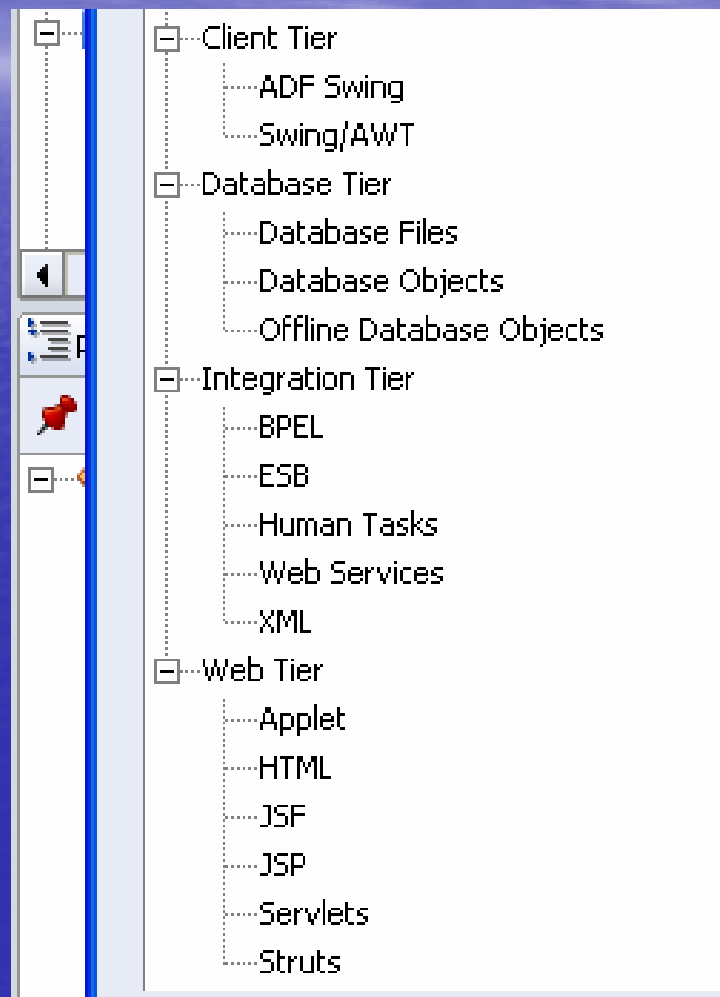 Client Tier
ADF Swing
Swing/AWT
Database Tier
Database Files
Database Objects
Offline Database Objects
Integration Tier
BPEL
ESB
Human Tasks
Web Services
XML
Web Tier
Applet
HTML
JSF
JSP
Servlets
Struts